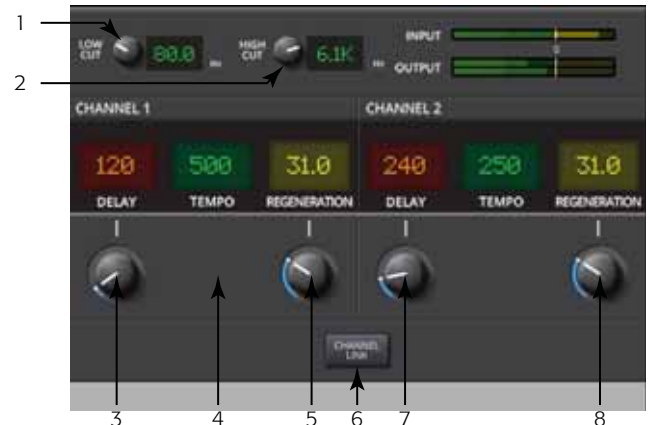 1
LOW CUT
80.0
Hz
HIGH CUT
6.1K
Hz
INPUT
0
OUTPUT
2
CHANNEL 1
CHANNEL 2
120
500
31.0
240
250
31.0
DELAY
TEMPO
REGENERATION
DELAY
TEMPO
REGENERATION
CHANNEL LINK
3
4
5
6
7
8